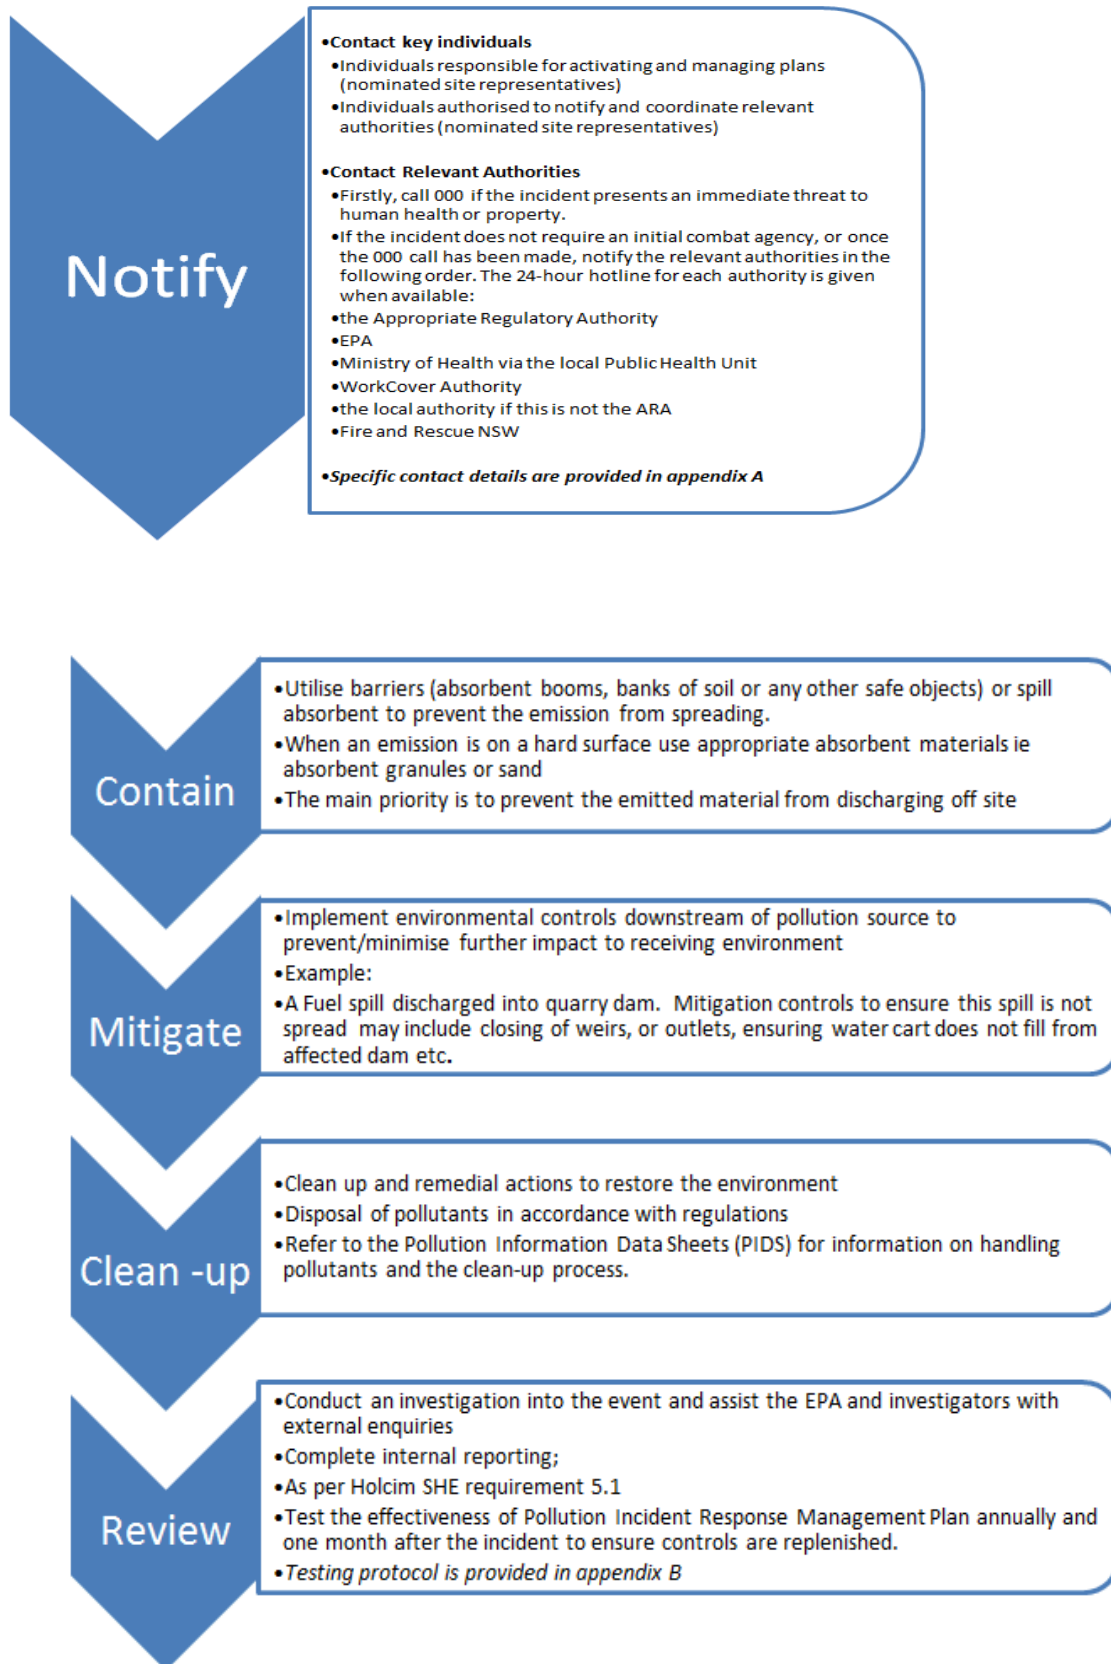 Notify
•Contact key individuals
•Individuals responsible for activating and managing plans
(nominated site representatives)
•Individuals authorised to notify and coordinate relevant
authorities (nominated site representatives)
•Contact Relevant Authorities
•Firstly, call 000 if the incident presents an immediate threat to
human health or property.
•If the incident does not require an initial combat agency, or once
the 000 call has been made, notify the relevant authorities in the
following order. The 24-hour hotline for each authority is given
when available:
•the Appropriate Regulatory Authority
•EPA
•Ministry of Health via the local Public Health Unit
•WorkCover Authority
•the local authority if this is not the ARA
•Fire and Rescue NSW
•Specific contact details are provided in appendix A
Contain
•Utilise barriers (absorbent booms, banks of soil or any other safe objects) or spill
absorbent to prevent the emission from spreading.
•When an emission is on a hard surface use appropriate absorbent materials ie
absorbent granules or sand
•The main priority is to prevent the emitted material from discharging off site
Mitigate
•Implement environmental controls downstream of pollution source to
prevent/minimise further impact to receiving environment
•Example:
•A Fuel spill discharged into quarry dam. Mitigation controls to ensure this spill is not
spread may include closing of weirs, or outlets, ensuring water cart does not fill from
affected dam etc.
Clean -up
•Clean up and remedial actions to restore the environment
•Disposal of pollutants in accordance with regulations
•Refer to the Pollution Information Data Sheets (PIDS) for information on handling
pollutants and the clean-up process.
Review
•Conduct an investigation into the event and assist the EPA and investigators with
external enquiries
•Complete internal reporting;
•As per Holcim SHE requirement 5.1
•Test the effectiveness of Pollution Incident Response Management Plan annually and
one month after the incident to ensure controls are replenished.
•Testing protocol is provided in appendix B